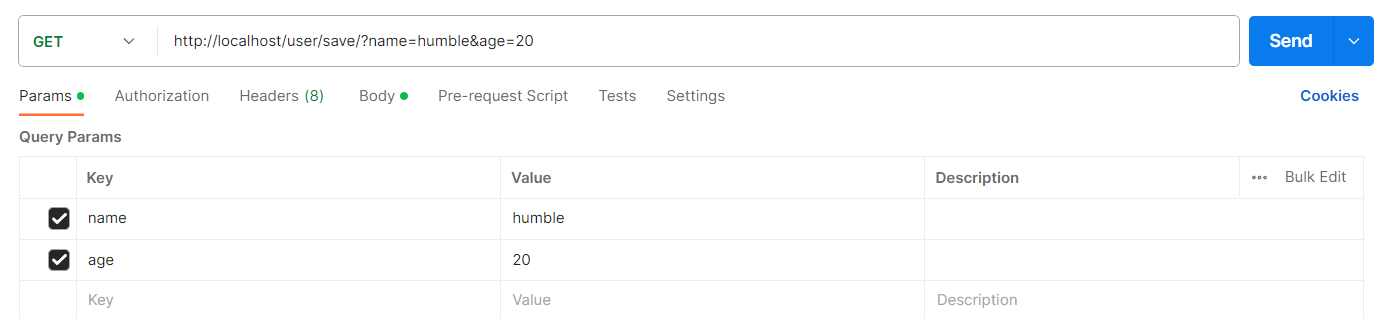 GET http://localhost/user/save/?name=humble&age=20 Send
Params Authorization Headers (8) Body Pre-request Script Tests Settings Cookies
Query Params
Key Value Description Bulk Edit
name humble
age 20
Key Value Description